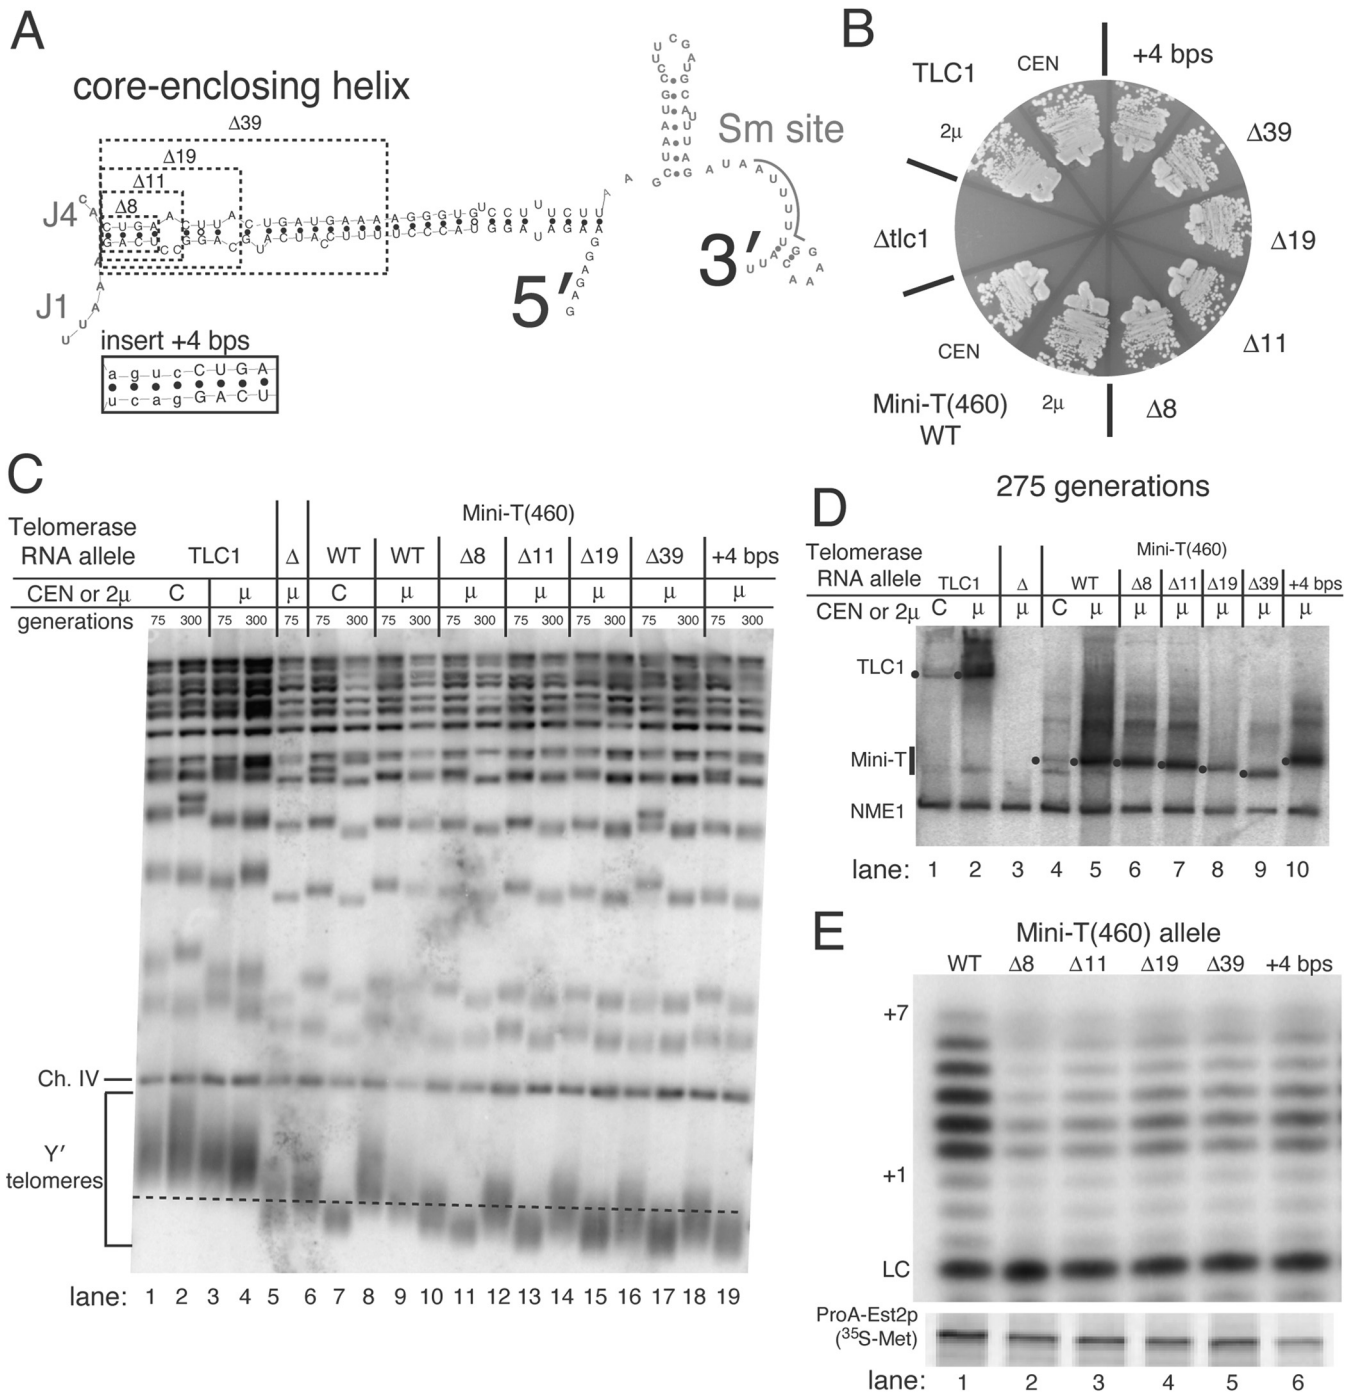 A
core-enclosing helix
Δ39
Δ19
Δ11
Δ8
J4
J1
Sm site
5′
3′
insert +4 bps
a g u c C U G A
u c a g G A C U
B
TLC1
CEN
+4 bps
2μ
Δ39
Δtlc1
Δ19
CEN
Δ11
Mini-T(460)
WT
2μ
Δ8
275 generations
C
Telomerase
RNA allele
Mini-T(460)
TLC1 Δ WT WT Δ8 Δ11 Δ19 Δ39 +4 bps
CEN or 2μ C μ μ C μ μ μ μ μ μ
generations 75 300 75 300 75 75 300 75 300 75 300 75 300 75 300 75 300 75 300
Ch. IV
Y′
telomeres
lane: 1 2 3 4 5 6 7 8 9 10 11 12 13 14 15 16 17 18 19
D
Telomerase
RNA allele
Mini-T(460)
TLC1 Δ WT Δ8 Δ11 Δ19 Δ39 +4 bps
CEN or 2μ C μ μ C μ μ μ μ μ μ
TLC1
Mini-T
NME1
lane: 1 2 3 4 5 6 7 8 9 10
E
Mini-T(460) allele
WT Δ8 Δ11 Δ19 Δ39 +4 bps
+7
+1
LC
ProA-Est2p
(35S-Met)
lane: 1 2 3 4 5 6